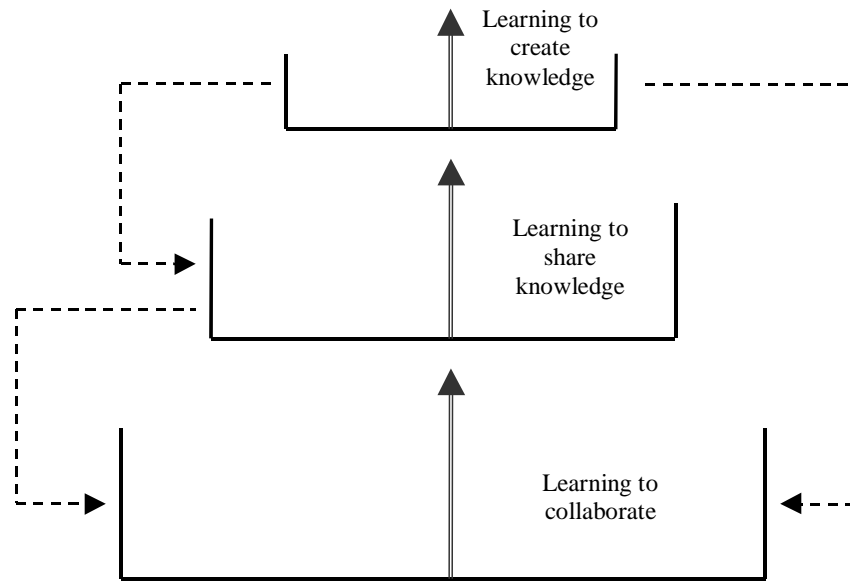 Learning to
create
knowledge
Learning to
share
knowledge
Learning to
collaborate